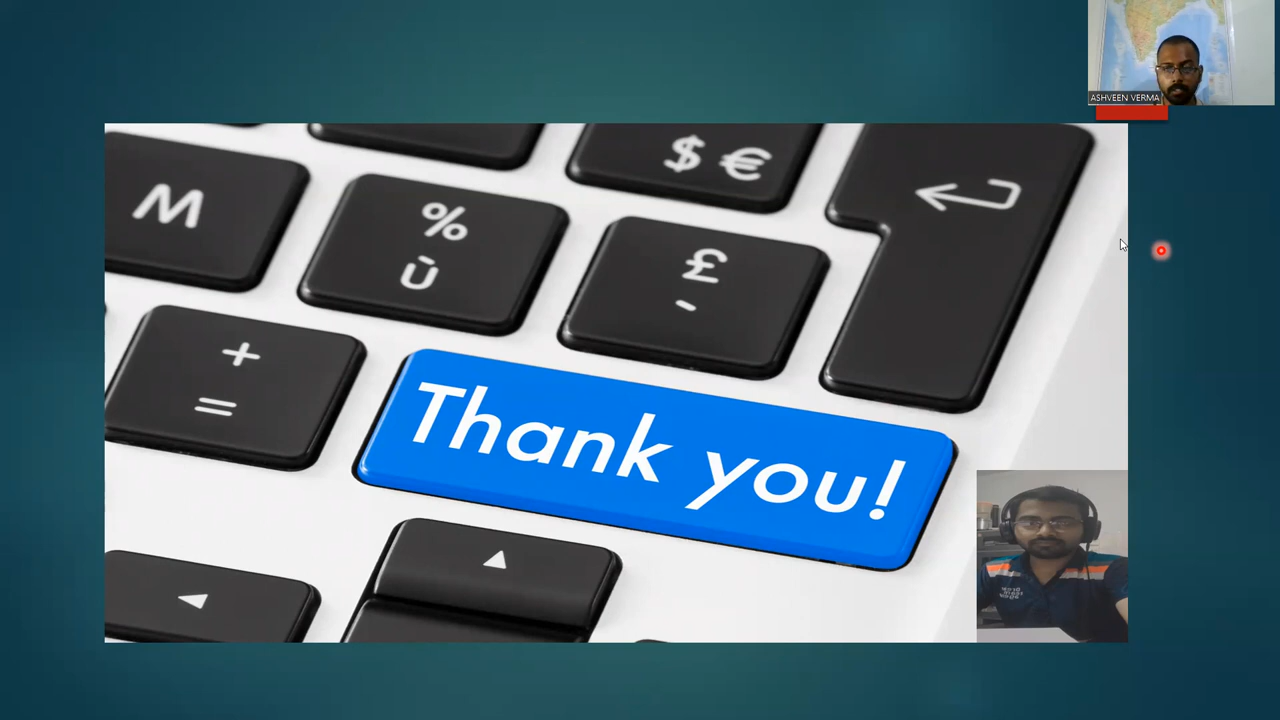 ASHVEEN VERMA
$ €
M
%
ù
£
+
=
Thank you!